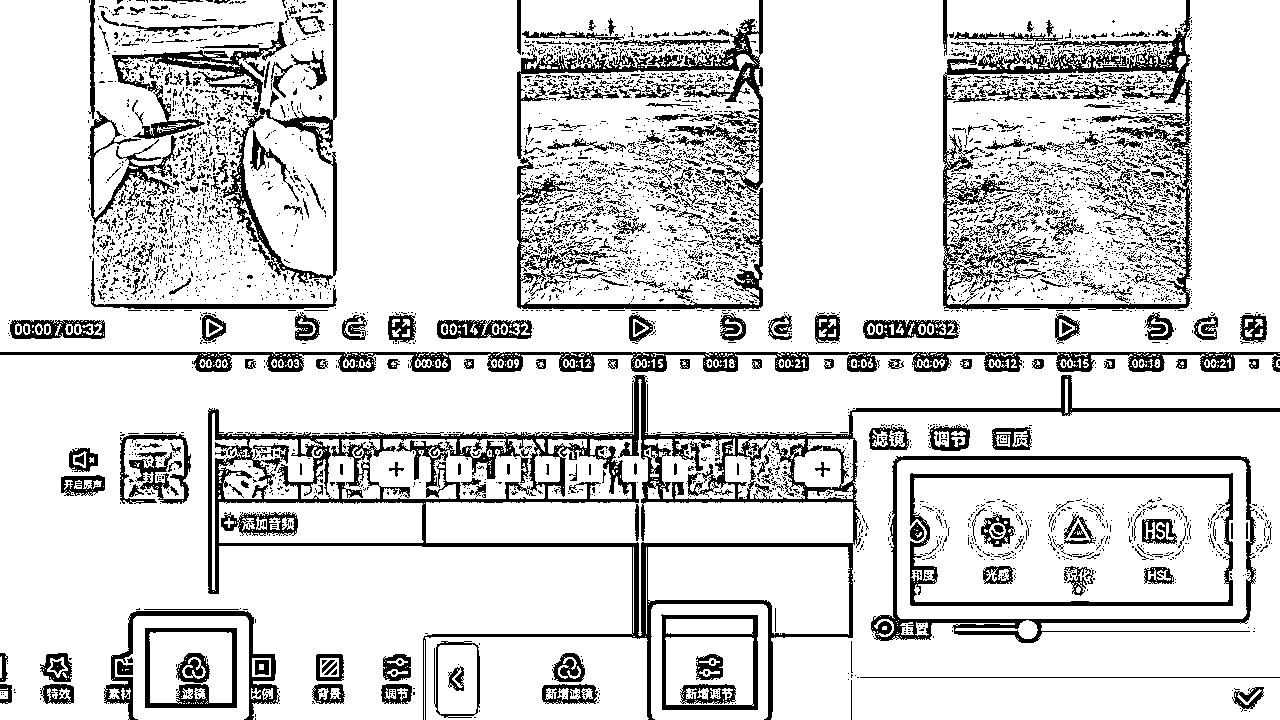 00:00 / 00:32
00:14 / 00:32
00:14 / 00:32
00:00 00:03 00:06
00:06 00:09 00:12 00:15 00:18 00:21
0:06 00:09 00:12 00:15 00:18 00:21
滤镜 调节 画质
设置
封面
开启原声
+ 添加音频
HSL
和度 光感 锐化 HSL
重置
特效 素材 滤镜 比例 背景 调节
新增滤镜 新增调节